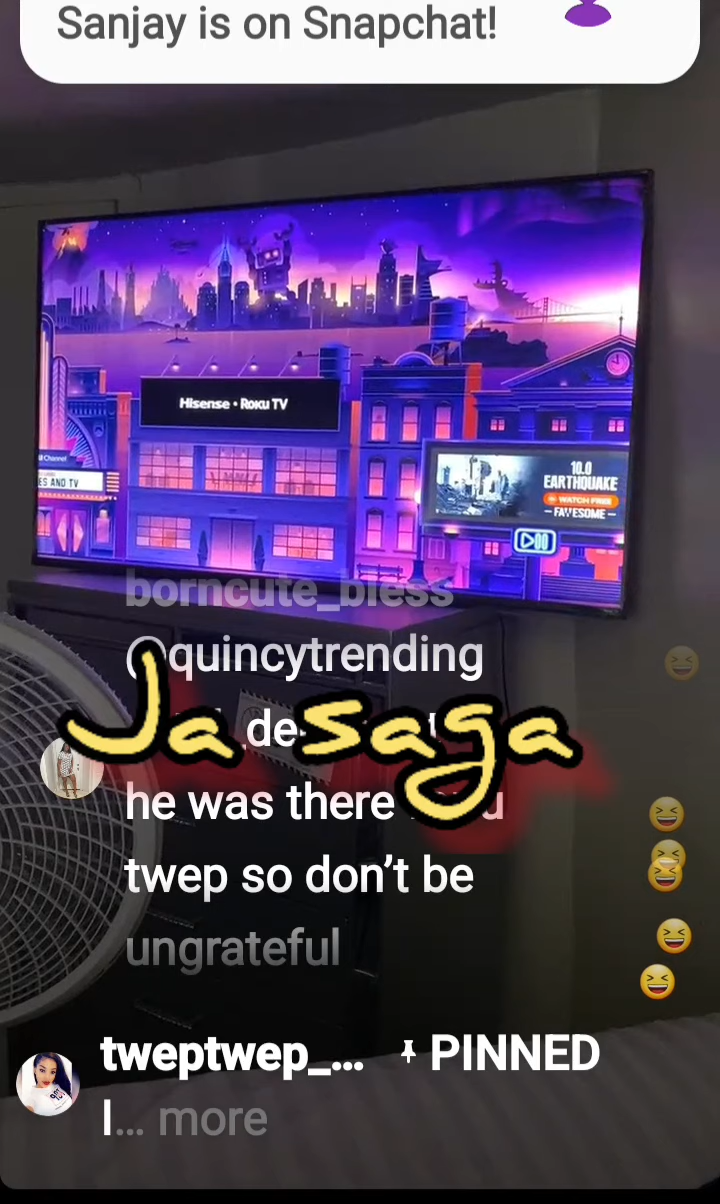 Sanjay is on Snapchat!
Hisense • Roku TV
Channel
ES AND TV
10.0
EARTHQUAKE
WATCH FREE
— FAWESOME —
borncute_bless
@quincytrending
Ja saga
he was there
twep so don't be
ungrateful
tweptwep_... PINNED
I... more